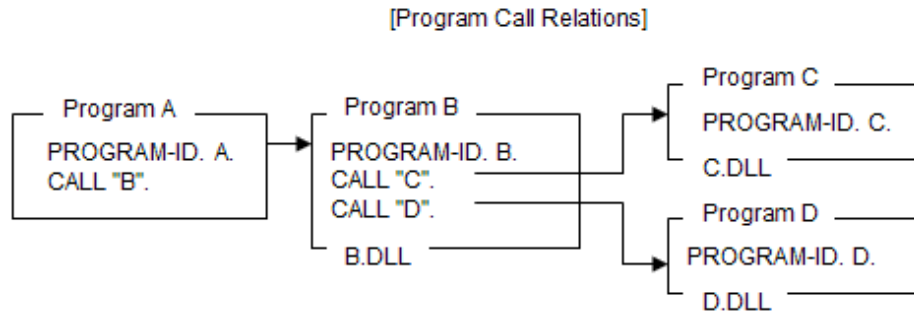 [Program Call Relations]
Program A
PROGRAM-ID. A.
CALL "B".
Program B
PROGRAM-ID. B.
CALL "C".
CALL "D".
B.DLL
Program C
PROGRAM-ID. C.
C.DLL
Program D
PROGRAM-ID. D.
D.DLL